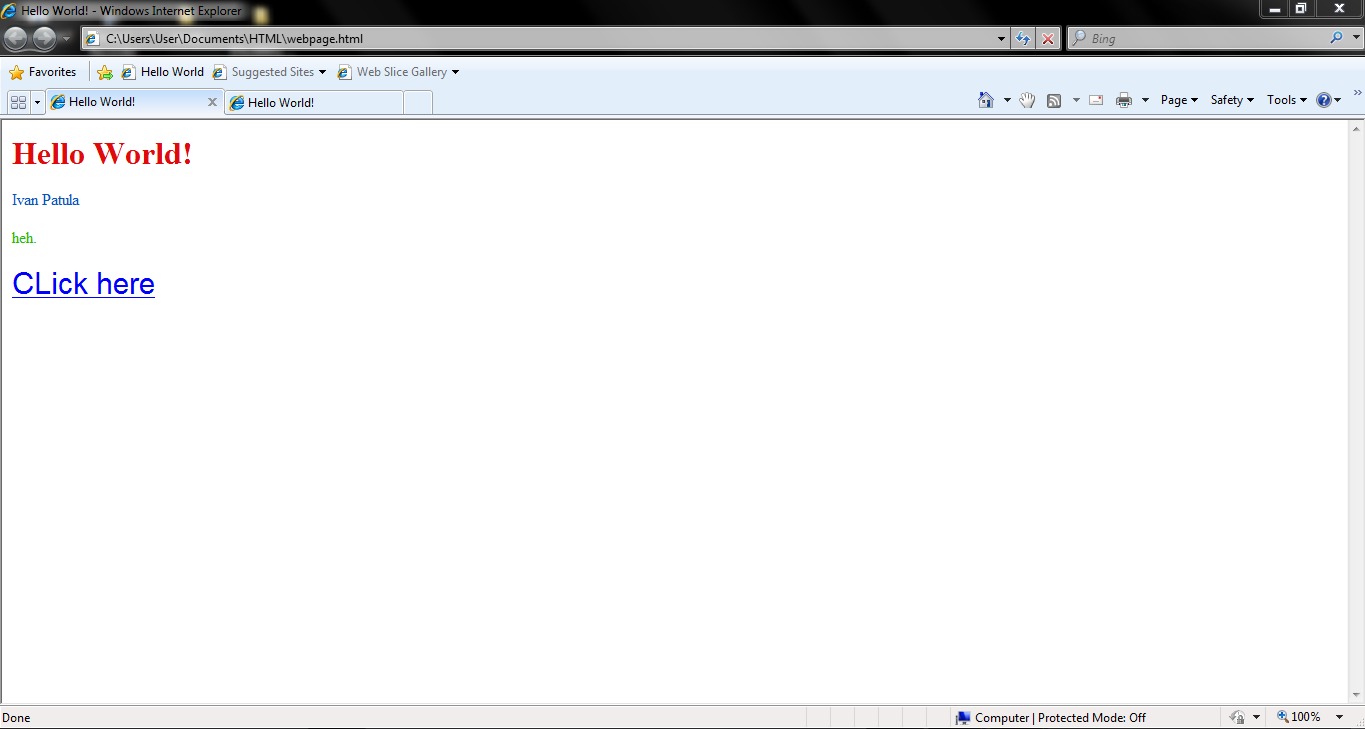 Hello World! - Windows Internet Explorer
C:\Users\User\Documents\HTML\webpage.html
Bing
Favorites Hello World Suggested Sites Web Slice Gallery
Hello World! Hello World! Page Safety Tools
Hello World!
Ivan Patula
heh.
CLick here
Done Computer | Protected Mode: Off 100%